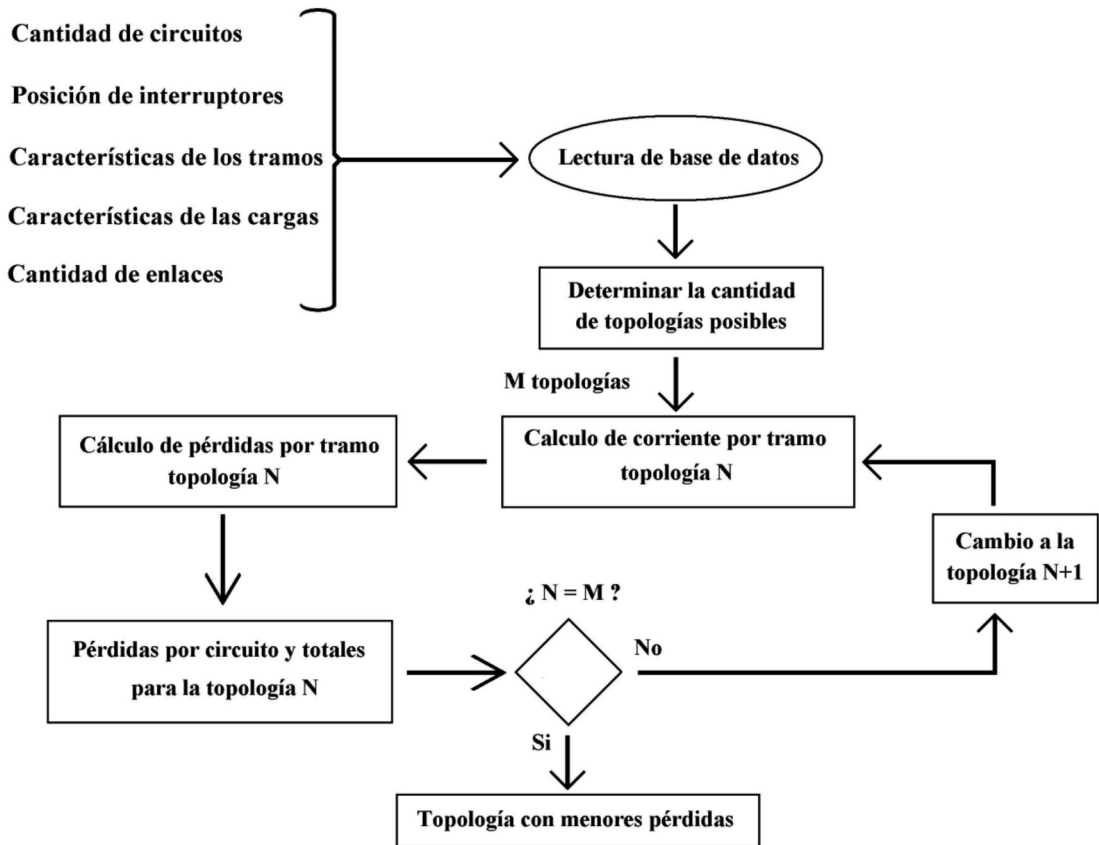 Cantidad de circuitos
Posición de interruptores
Características de los tramos
Características de las cargas
Cantidad de enlaces
Lectura de base de datos
Determinar la cantidad
de topologías posibles
M topologías
Calculo de corriente por tramo
topología N
Cálculo de pérdidas por tramo
topología N
Pérdidas por circuito y totales
para la topología N
¿ N = M ?
No
Cambio a la
topología N+1
Si
Topología con menores pérdidas